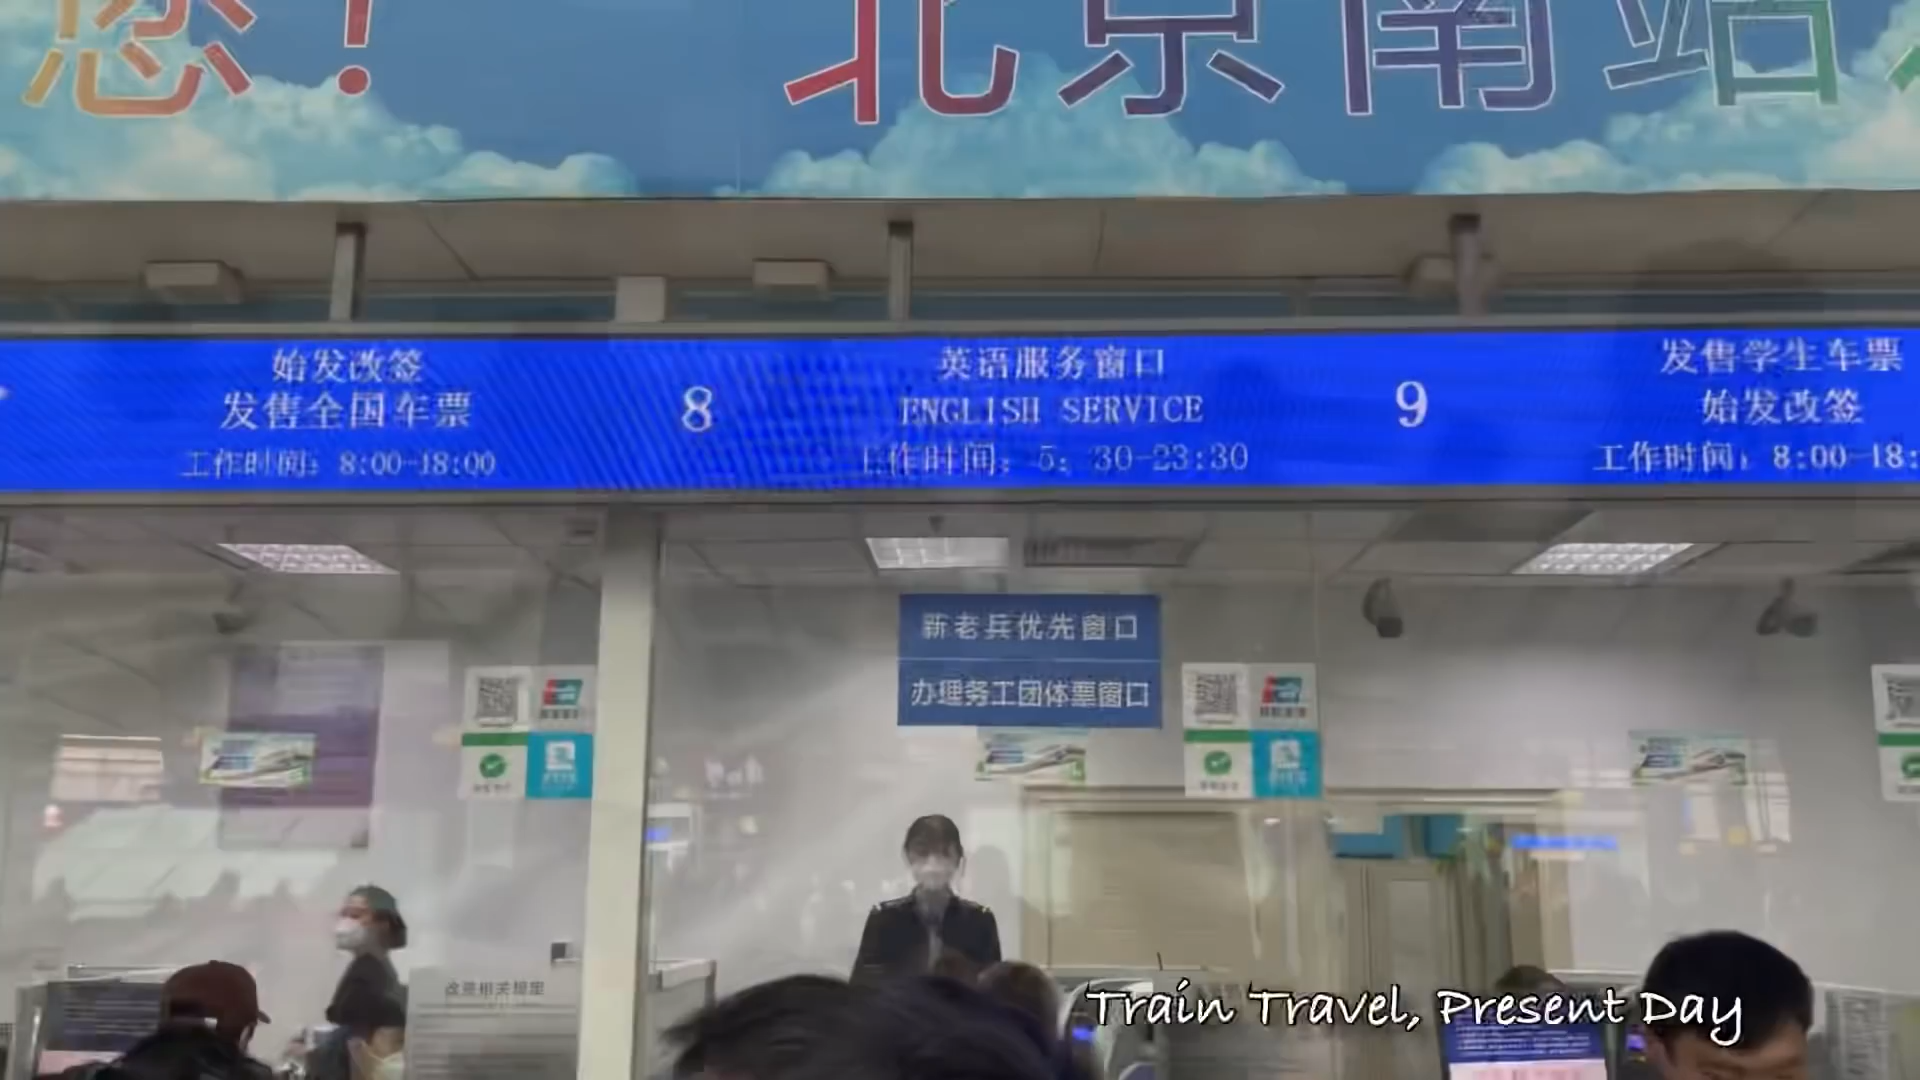 您! 北京南站
始发改签
发售全国车票
工作时间: 8:00-18:00
8
英语服务窗口
ENGLISH SERVICE
工作时间: 5: 30-23:30
9
发售学生车票
始发改签
工作时间: 8:00-18:
新老兵优先窗口
办理务工团体票窗口
Train Travel, Present Day